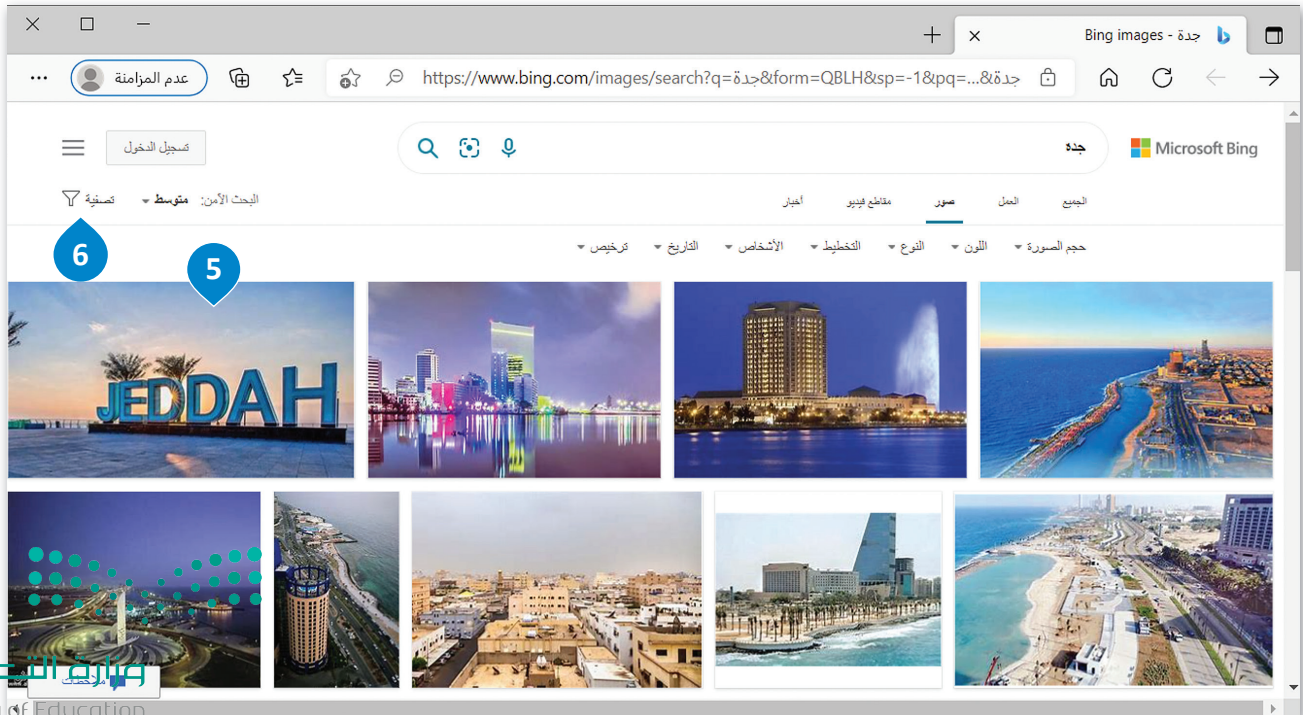 جدة - Bing images
https://www.bing.com/images/search?q=جدة&form=QBLH&sp=-1&pq=...&جدة
عدم المزامنة
Microsoft Bing
جدة
تسجيل الدخول
الجميع
العمل
صور
مقاطع فيديو
أخبار
البحث الآمن: متوسط
تصفية
6
5
حجم الصورة
اللون
النوع
التخطيط
الأشخاص
التاريخ
ترخيص
JEDDAH
ملاحظات
of Education